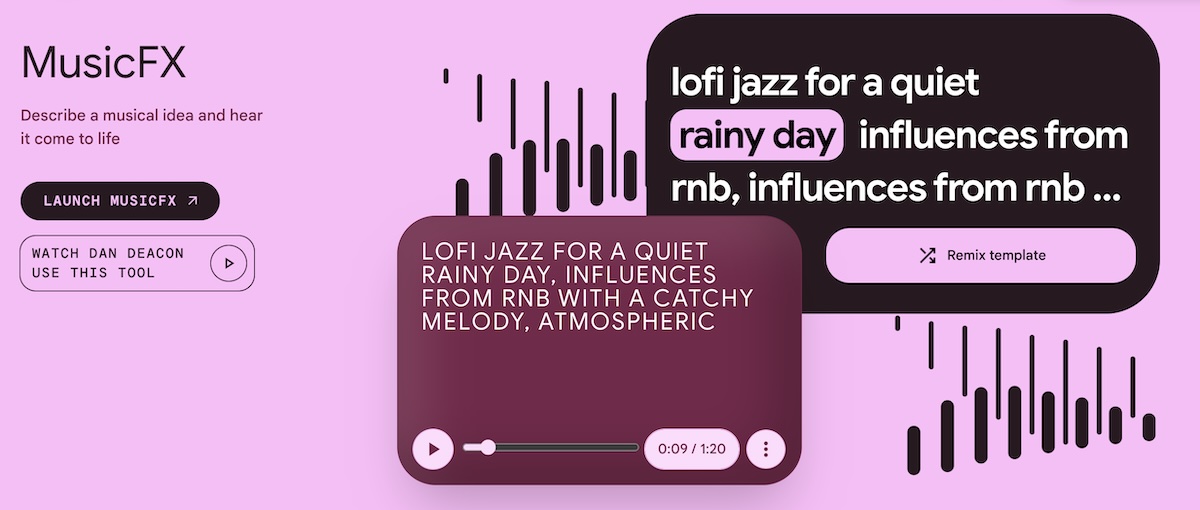 MusicFX
Describe a musical idea and hear
it come to life
LAUNCH MUSICFX
WATCH DAN DEACON
USE THIS TOOL
lofi jazz for a quiet
rainy day influences from
rnb, influences from rnb ...
Remix template
LOFI JAZZ FOR A QUIET
RAINY DAY, INFLUENCES
FROM RNB WITH A CATCHY
MELODY, ATMOSPHERIC
0:09 / 1:20